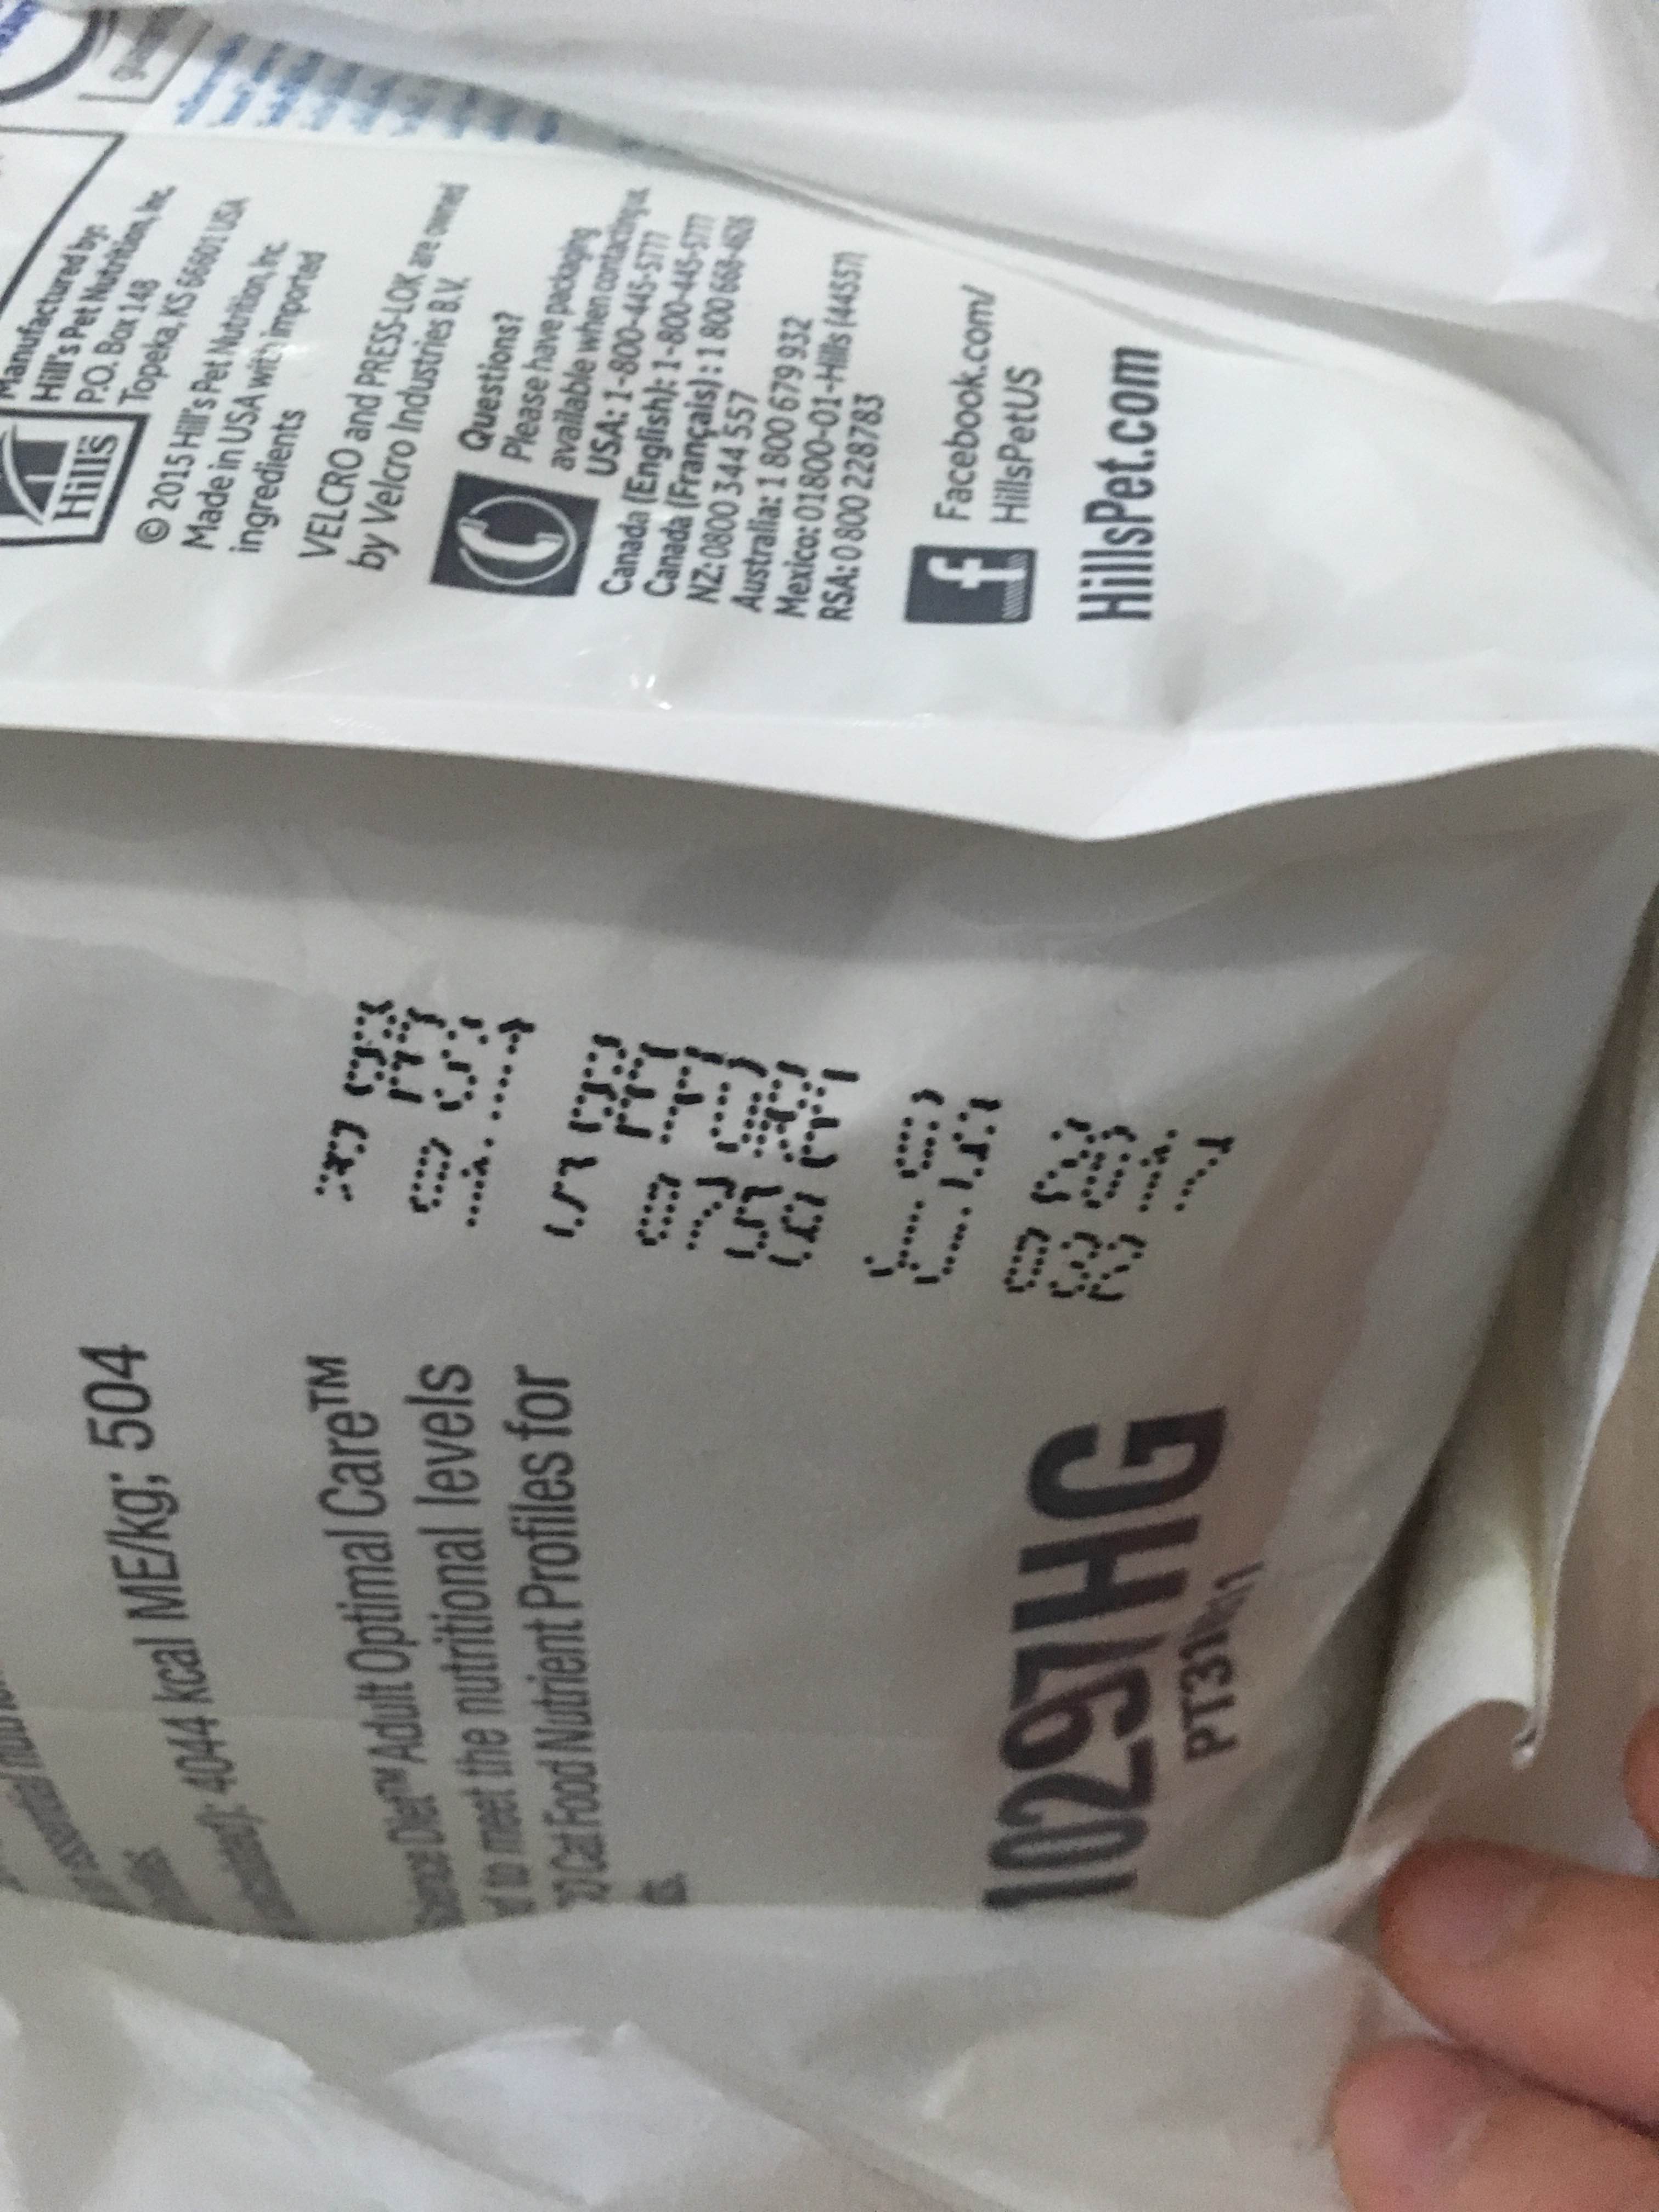 Manufactured by:
Hill's Pet Nutrition, Inc.
P.O. Box 148
Topeka, KS 66601 USA
Hill's
© 2015 Hill's Pet Nutrition, Inc.
Made in USA with imported
ingredients
VELCRO and PRESS-LOK are owned
by Velcro Industries B.V.
Questions?
Please have packaging
available when contacting us.
USA: 1-800-445-5777
Canada (English): 1-800-445-5777
Canada (Français): 1 800 668-4626
NZ: 0800 344 557
Australia: 1 800 679 932
Mexico: 01800-01-Hills (44557)
RSA: 0 800 228783
Facebook.com/
HillsPetUS
HillsPet.com
BEST BEFORE 2017
4044 kcal ME/kg; 504
Science Diet™ Adult Optimal Care™
to meet the nutritional levels
Cat Food Nutrient Profiles for
10297HG